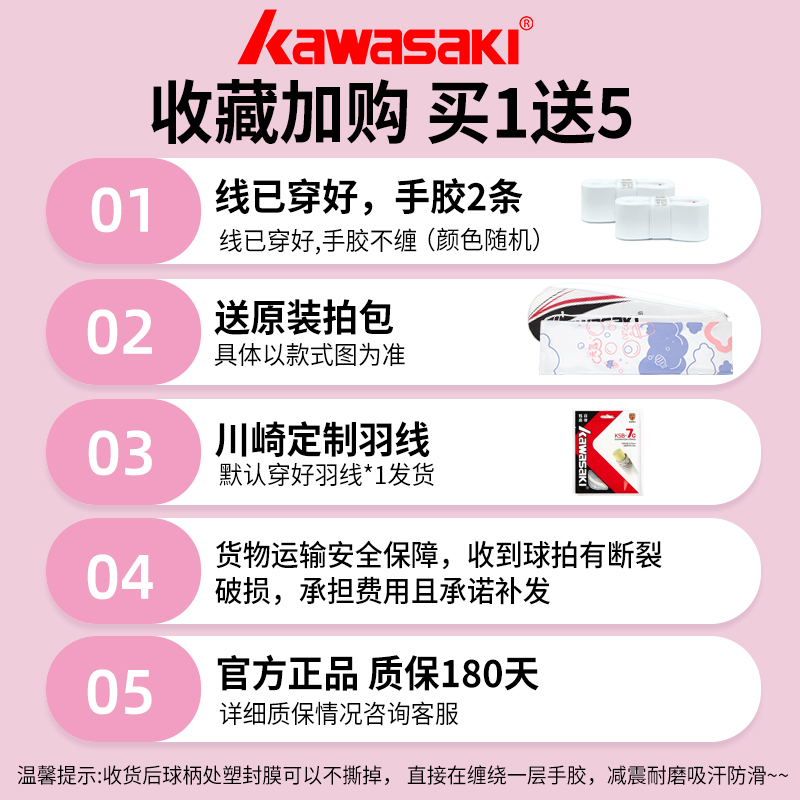 Kawasaki®
收藏加购 买1送5
01
线已穿好，手胶2条
线已穿好,手胶不缠（颜色随机）
02
送原装拍包
具体以款式图为准
03
川崎定制羽线
默认穿好羽线*1发货
Kawasaki
KSB-7C
04
货物运输安全保障，收到球拍有断裂
破损，承担费用且承诺补发
05
官方正品 质保180天
详细质保情况咨询客服
温馨提示:收货后球柄处塑封膜可以不撕掉， 直接在缠绕一层手胶，减震耐磨吸汗防滑~~